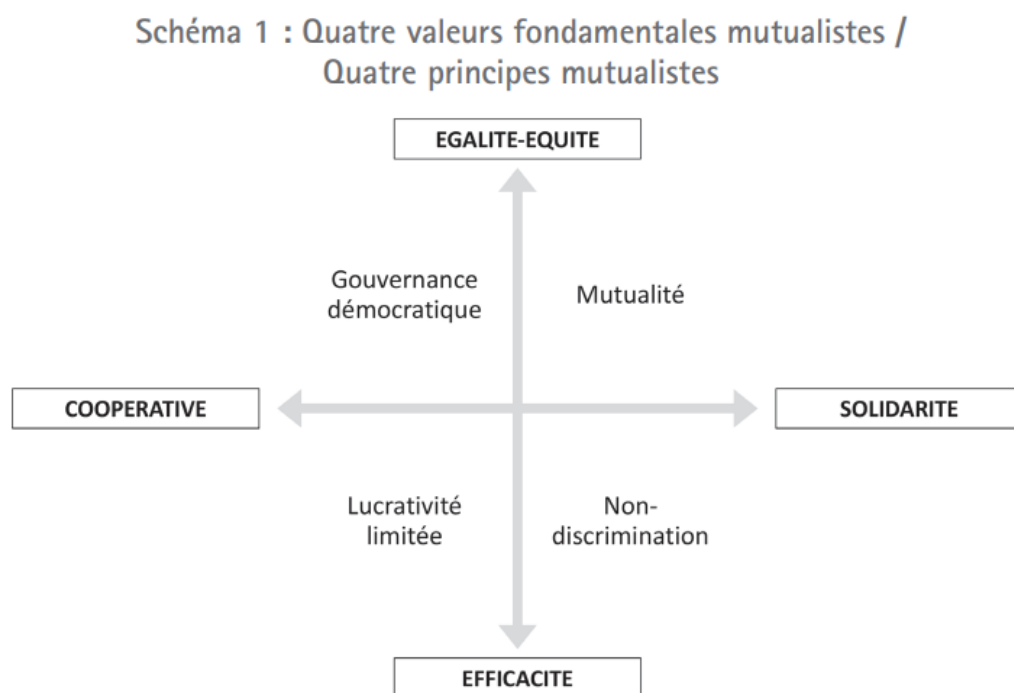 Schéma 1 : Quatre valeurs fondamentales mutualistes /
Quatre principes mutualistes
EGALITE-EQUITE
Gouvernance
démocratique
Mutualité
COOPERATIVE
SOLIDARITE
Lucrativité
limitée
Non-
discrimination
EFFICACITE